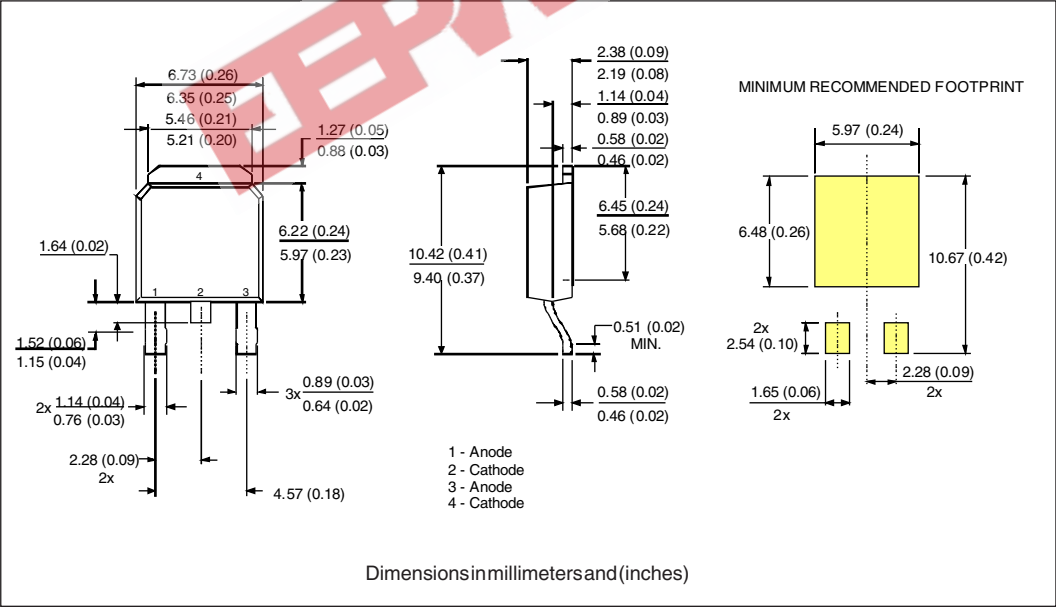 EEPW
6.73 (0.26)
6.35 (0.25)
5.46 (0.21)
5.21 (0.20)
1.27 (0.05)
0.88 (0.03)
4
6.22 (0.24)
5.97 (0.23)
1.64 (0.02)
1
2
3
1.52 (0.06)
1.15 (0.04)
2x
1.14 (0.04)
0.76 (0.03)
3x
0.89 (0.03)
0.64 (0.02)
2.28 (0.09)
2x
4.57 (0.18)
2.38 (0.09)
2.19 (0.08)
1.14 (0.04)
0.89 (0.03)
0.58 (0.02)
0.46 (0.02)
6.45 (0.24)
5.68 (0.22)
10.42 (0.41)
9.40 (0.37)
0.51 (0.02)
MIN.
0.58 (0.02)
0.46 (0.02)
1 - Anode
2 - Cathode
3 - Anode
4 - Cathode
MINIMUM RECOMMENDED FOOTPRINT
5.97 (0.24)
6.48 (0.26)
10.67 (0.42)
2x
2.54 (0.10)
2.28 (0.09)
2x
1.65 (0.06)
2x
Dimensions in millimeters and (inches)